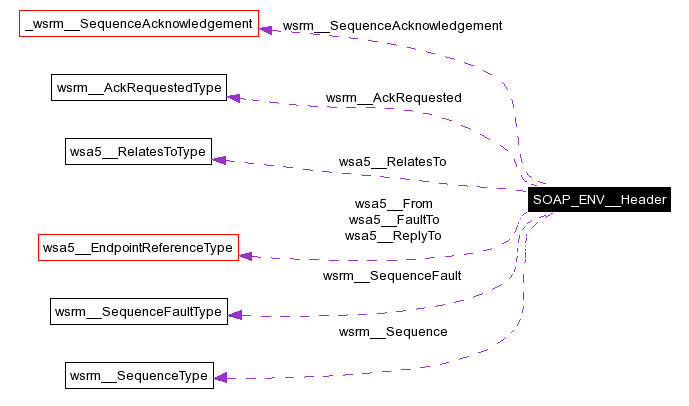 _wsrm__SequenceAcknowledgement
wsrm__SequenceAcknowledgement
wsrm__AckRequestedType
wsrm__AckRequested
wsa5__RelatesToType
wsa5__RelatesTo
SOAP_ENV__Header
wsa5__From
wsa5__FaultTo
wsa5__ReplyTo
wsa5__EndpointReferenceType
wsrm__SequenceFault
wsrm__SequenceFaultType
wsrm__Sequence
wsrm__SequenceType